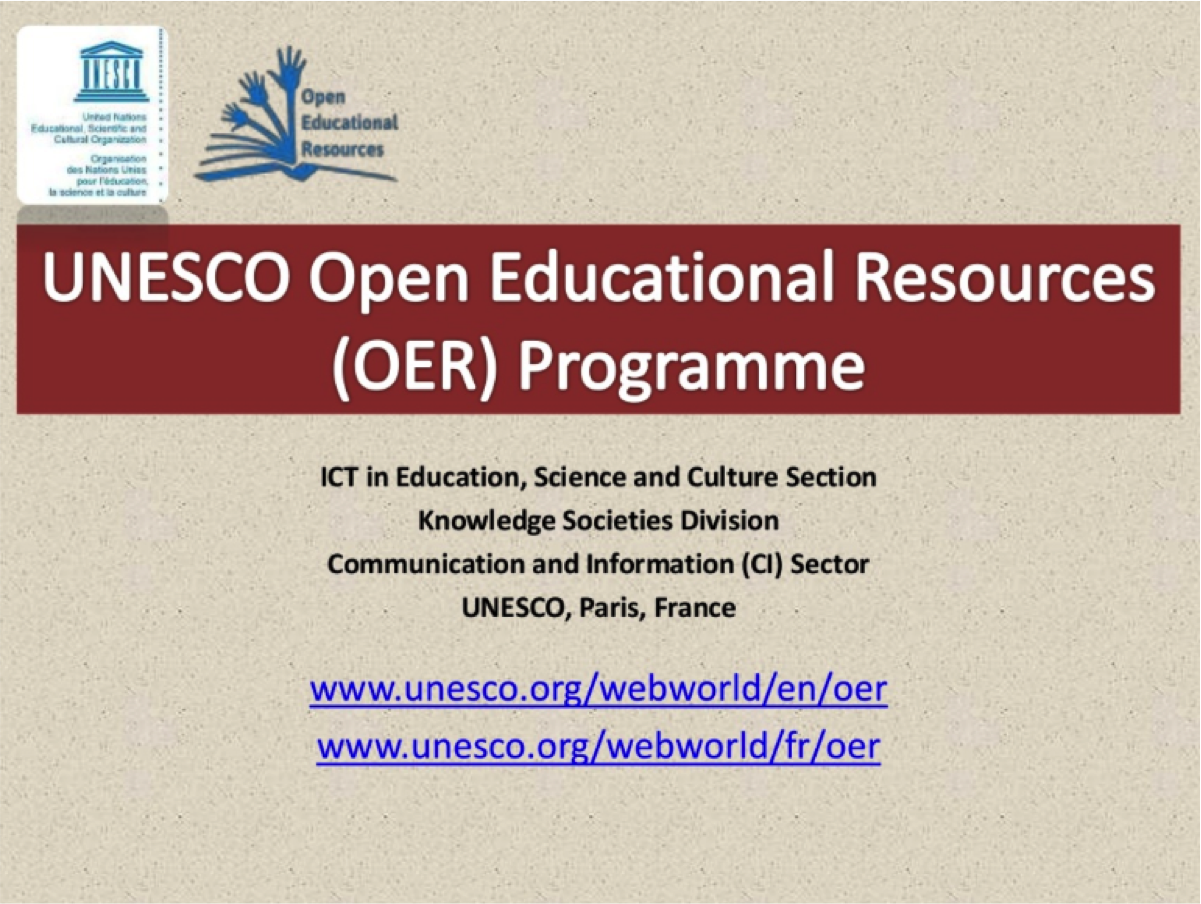 UNESCO
United Nations
Educational, Scientific and
Cultural Organization
Organisation
des Nations Unies
pour l'éducation,
la science et la culture
Open
Educational
Resources
UNESCO Open Educational Resources
(OER) Programme
ICT in Education, Science and Culture Section
Knowledge Societies Division
Communication and Information (CI) Sector
UNESCO, Paris, France
www.unesco.org/webworld/en/oer
www.unesco.org/webworld/fr/oer